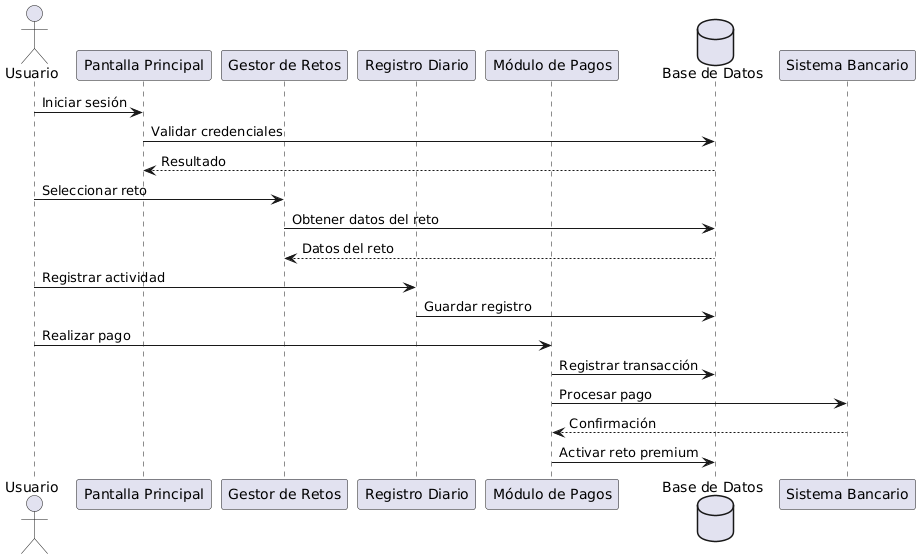 Usuario
Pantalla Principal
Gestor de Retos
Registro Diario
Módulo de Pagos
Base de Datos
Sistema Bancario
Iniciar sesión
Validar credenciales
Resultado
Seleccionar reto
Obtener datos del reto
Datos del reto
Registrar actividad
Guardar registro
Realizar pago
Registrar transacción
Procesar pago
Confirmación
Activar reto premium
Usuario
Pantalla Principal
Gestor de Retos
Registro Diario
Módulo de Pagos
Base de Datos
Sistema Bancario